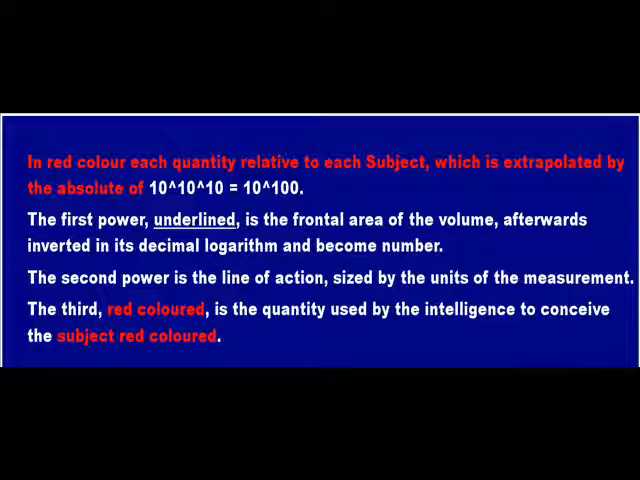 In red colour each quantity relative to each Subject, which is extrapolated by
the absolute of 10^10^10 = 10^100.
The first power, underlined, is the frontal area of the volume, afterwards
inverted in its decimal logarithm and become number.
The second power is the line of action, sized by the units of the measurement.
The third, red coloured, is the quantity used by the intelligence to conceive
the subject red coloured.